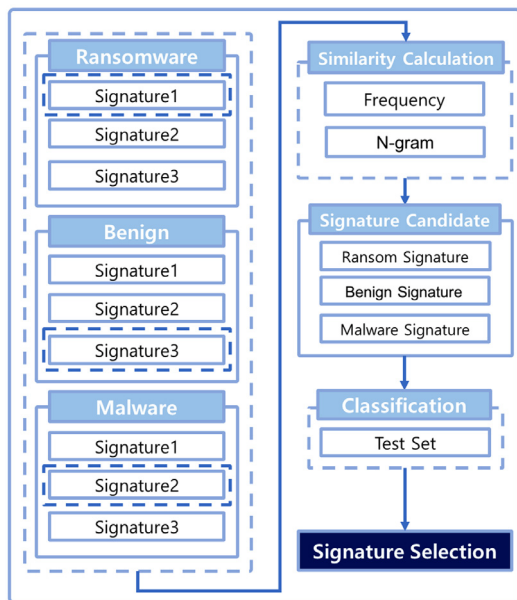 Ransomware
Signature1
Signature2
Signature3
Benign
Signature1
Signature2
Signature3
Malware
Signature1
Signature2
Signature3
Similarity Calculation
Frequency
N-gram
Signature Candidate
Ransom Signature
Benign Signature
Malware Signature
Classification
Test Set
Signature Selection